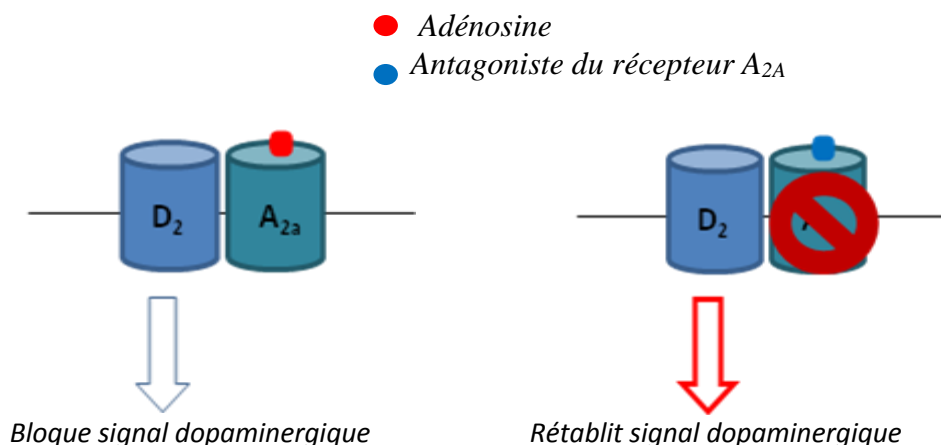 Adénosine
Antagoniste du récepteur A2A
D2
A2a
D2
A
Bloque signal dopaminergique
Rétablit signal dopaminergique